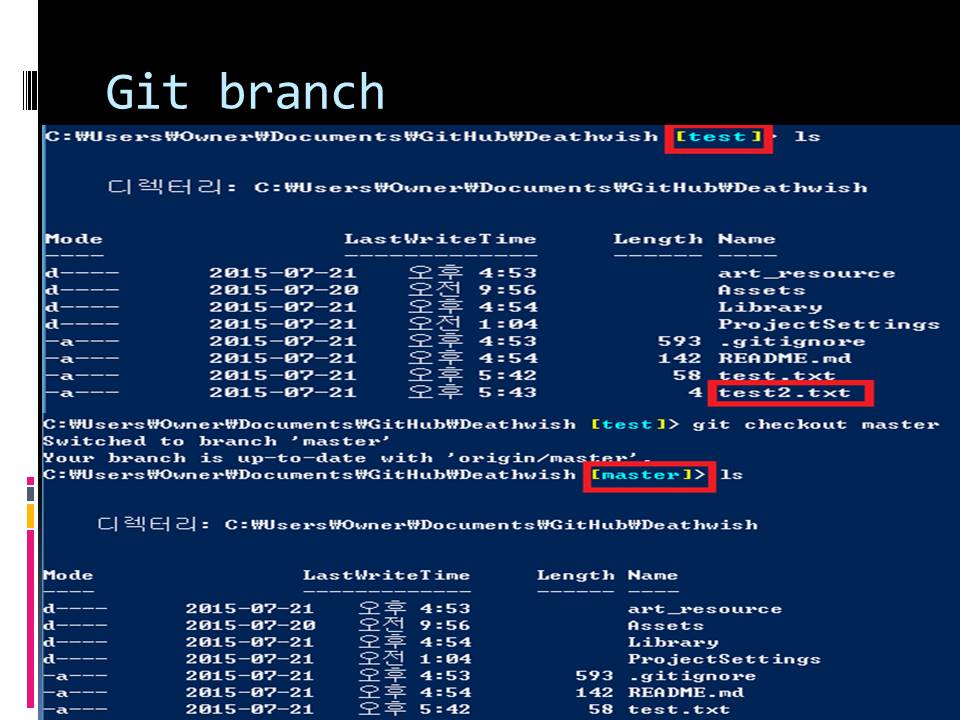 Git branch
C:₩Users₩Owner₩Documents₩GitHub₩Deathwish [test]> ls
디렉터리: C:₩Users₩Owner₩Documents₩GitHub₩Deathwish
Mode LastWriteTime Length Name
---- ------------- ------ ----
d---- 2015-07-21 오후 4:53 art_resource
d---- 2015-07-20 오전 9:56 Assets
d---- 2015-07-21 오후 4:54 Library
d---- 2015-07-21 오전 1:04 ProjectSettings
-a--- 2015-07-21 오후 4:53 593 .gitignore
-a--- 2015-07-21 오후 4:54 142 README.md
-a--- 2015-07-21 오후 5:42 58 test.txt
-a--- 2015-07-21 오후 5:43 4 test2.txt
C:₩Users₩Owner₩Documents₩GitHub₩Deathwish [test]> git checkout master
Switched to branch 'master'
Your branch is up-to-date with 'origin/master'.
C:₩Users₩Owner₩Documents₩GitHub₩Deathwish [master]> ls
디렉터리: C:₩Users₩Owner₩Documents₩GitHub₩Deathwish
Mode LastWriteTime Length Name
---- ------------- ------ ----
d---- 2015-07-21 오후 4:53 art_resource
d---- 2015-07-20 오전 9:56 Assets
d---- 2015-07-21 오후 4:54 Library
d---- 2015-07-21 오전 1:04 ProjectSettings
-a--- 2015-07-21 오후 4:53 593 .gitignore
-a--- 2015-07-21 오후 4:54 142 README.md
-a--- 2015-07-21 오후 5:42 58 test.txt